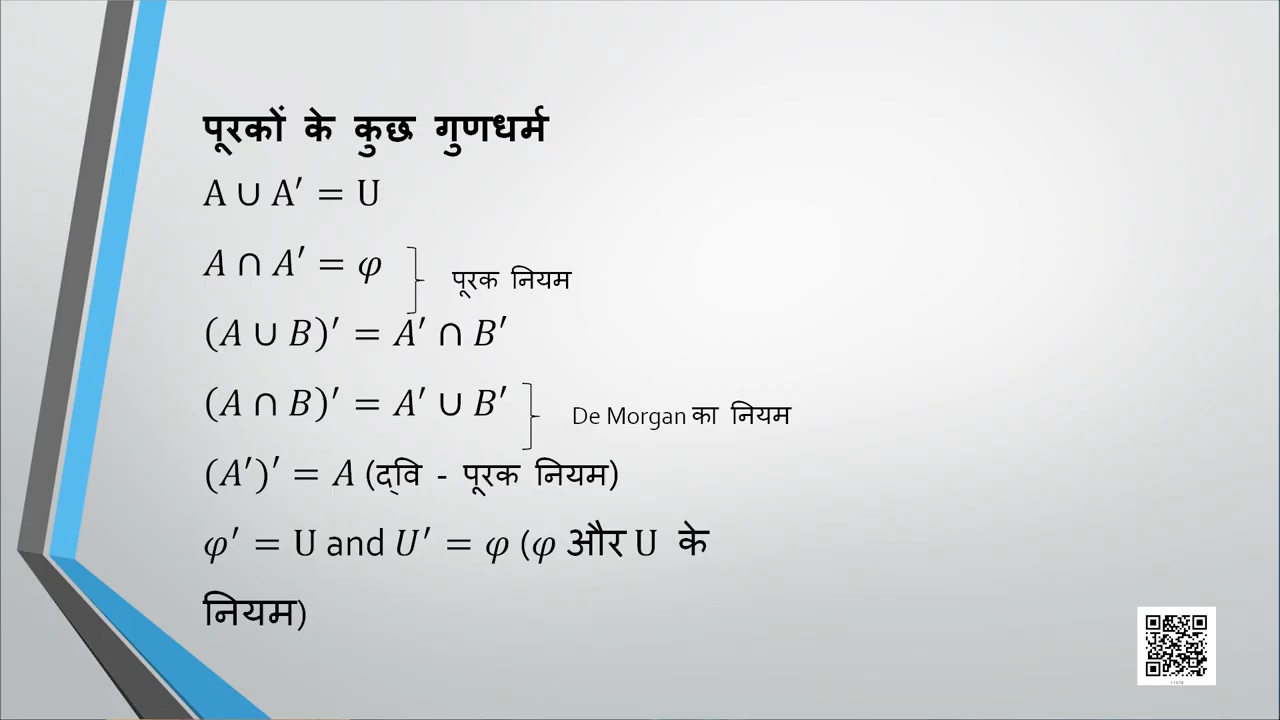 पूरकों के कुछ गुणधर्म
A ∪ A′ = U
A ∩ A′ = φ
पूरक नियम
(A ∪ B)′ = A′ ∩ B′
(A ∩ B)′ = A′ ∪ B′
De Morgan का नियम
(A′)′ = A (द्वि - पूरक नियम)
φ′ = U and U′ = φ (φ और U के
नियम)